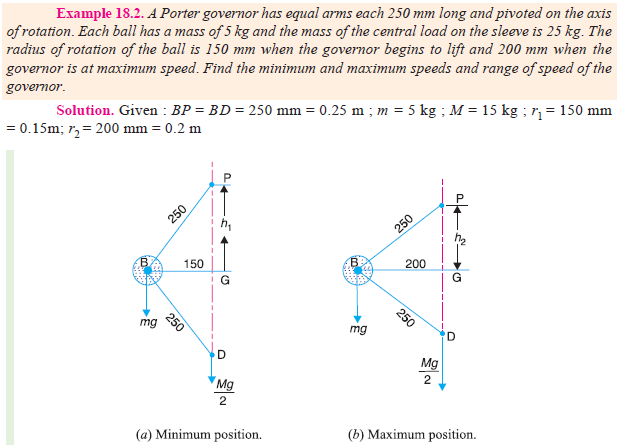 Example 18.2. A Porter governor has equal arms each 250 mm long and pivoted on the axis
of rotation. Each ball has a mass of 5 kg and the mass of the central load on the sleeve is 25 kg. The
radius of rotation of the ball is 150 mm when the governor begins to lift and 200 mm when the
governor is at maximum speed. Find the minimum and maximum speeds and range of speed of the
governor.
Solution. Given : BP = BD = 250 mm = 0.25 m ; m = 5 kg ; M = 15 kg ; r₁ = 150 mm
= 0.15m; r₂ = 200 mm = 0.2 m
P
250
h₁
B
150
G
mg
250
D
Mg
2
(a) Minimum position.
P
250
h₂
B
200
G
mg
250
D
Mg
2
(b) Maximum position.